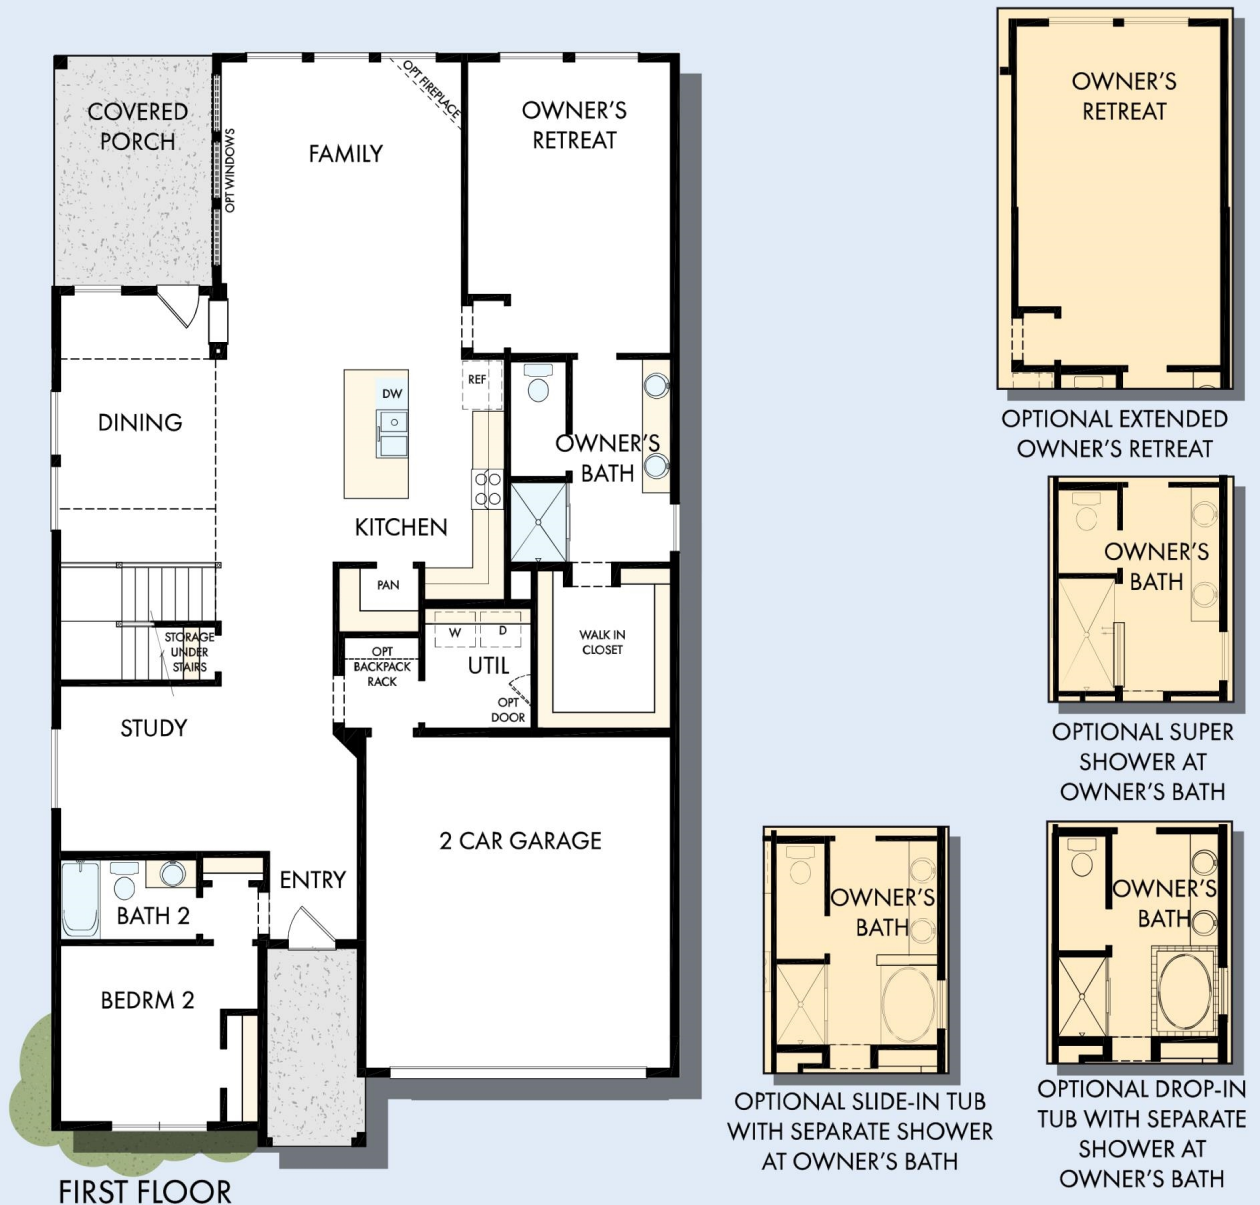 COVERED
PORCH
OPT WINDOWS
FAMILY
OPT FIREPLACE
OWNER'S
RETREAT
DINING
DW
REF
KITCHEN
OWNER'S
BATH
PAN
STORAGE
UNDER
STAIRS
OPT
BACKPACK
RACK
W
D
UTIL
OPT
DOOR
WALK IN
CLOSET
STUDY
2 CAR GARAGE
ENTRY
BATH 2
BEDRM 2
FIRST FLOOR
OWNER'S
RETREAT
OPTIONAL EXTENDED
OWNER'S RETREAT
OWNER'S
BATH
OPTIONAL SUPER
SHOWER AT
OWNER'S BATH
OWNER'S
BATH
OPTIONAL SLIDE-IN TUB
WITH SEPARATE SHOWER
AT OWNER'S BATH
OWNER'S
BATH
OPTIONAL DROP-IN
TUB WITH SEPARATE
SHOWER AT
OWNER'S BATH